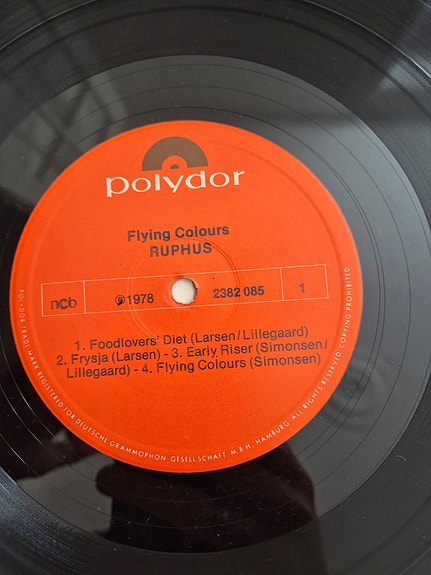 polydor
Flying Colours
RUPHUS
ncb ℗1978 2382 085 1
1. Foodlovers' Diet (Larsen/Lillegaard)
2. Frysja (Larsen) - 3. Early Riser (Simonsen/
Lillegaard) - 4. Flying Colours (Simonsen)
POLYDOR TRADE MARK REGISTERED FOR DEUTSCHE GRAMMOPHON GESELLSCHAFT M B H, HAMBURG ALL RIGHTS RESERVED COPYING PROHIBITED